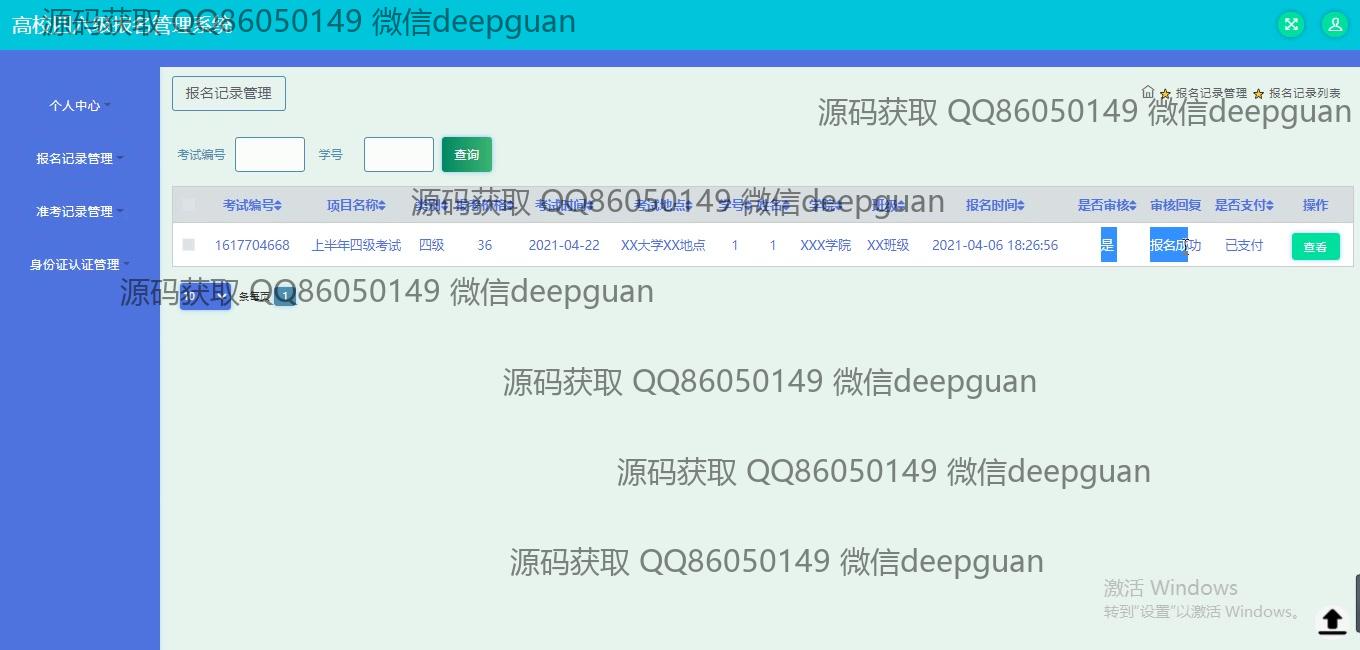 高校四六级报名管理系统
源码获取 QQ86050149 微信deepguan
个人中心
报名记录管理
准考记录管理
身份证认证管理
报名记录管理
报名记录管理 报名记录列表
源码获取 QQ86050149 微信deepguan
考试编号 学号 查询
源码获取 QQ86050149 微信deepguan
考试编号 项目名称 类别 报考价格 考试时间 考试地点 学号 姓名 学院 班级 报名时间 是否审核 审核回复 是否支付 操作
1617704668 上半年四级考试 四级 36 2021-04-22 XX大学XX地点 1 1 XXX学院 XX班级 2021-04-06 18:26:56 是 报名成功 已支付 查看
源码获取 QQ86050149 微信deepguan
10 条每页 1
源码获取 QQ86050149 微信deepguan
源码获取 QQ86050149 微信deepguan
源码获取 QQ86050149 微信deepguan
激活 Windows
转到"设置"以激活 Windows。